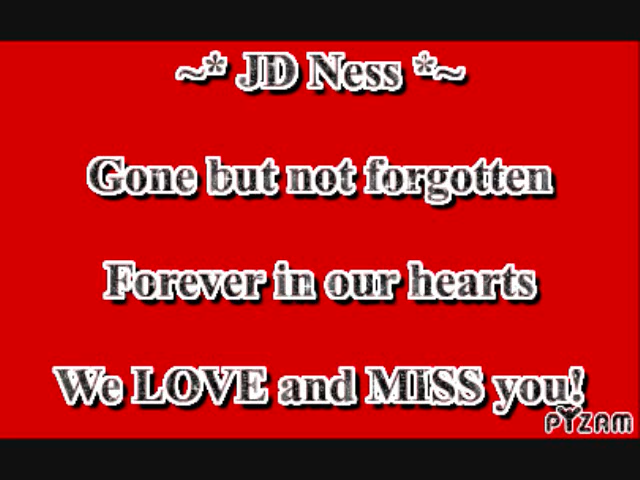 ~* JD Ness *~
Gone but not forgotten
Forever in our hearts
We LOVE and MISS you!
PYZAM